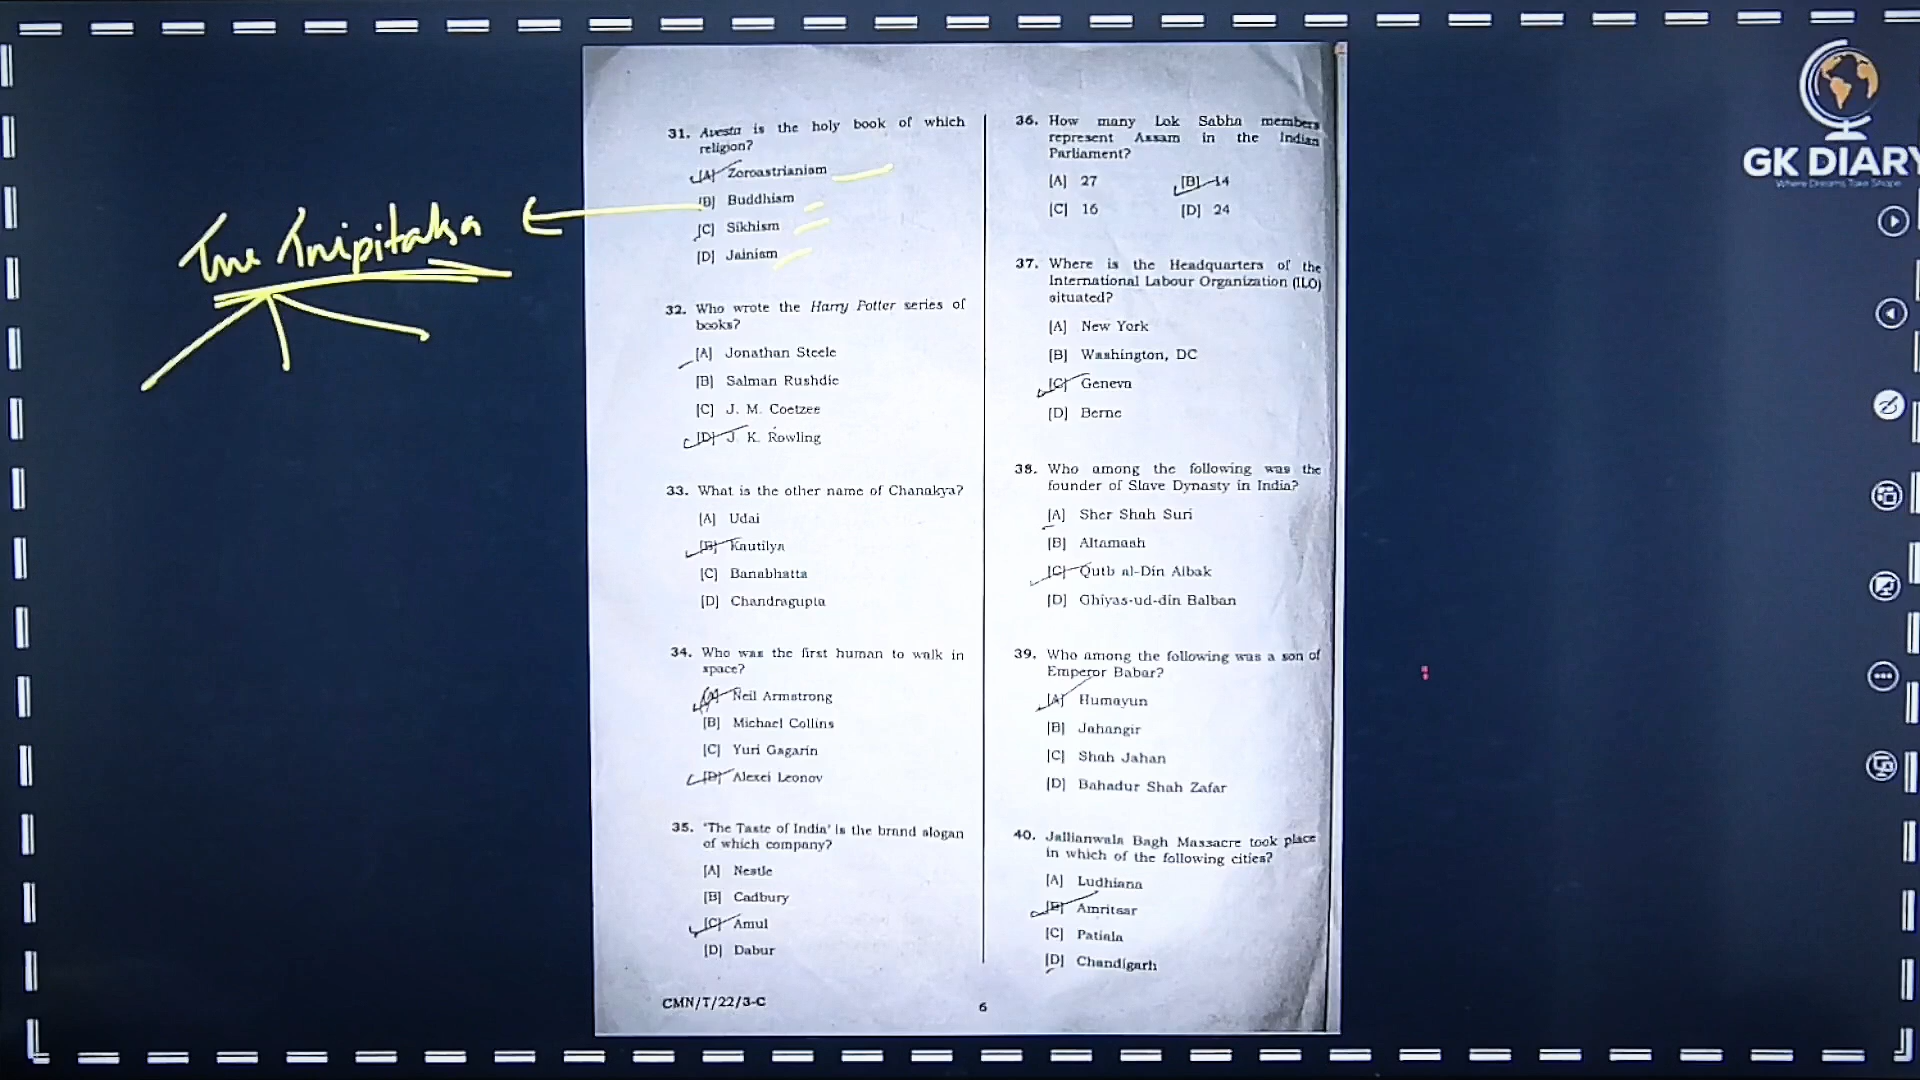 31. Avesta is the holy book of which
religion?
[A] Zoroastrianism
[B] Buddhism
[C] Sikhism
[D] Jainism
32. Who wrote the Harry Potter series of
books?
[A] Jonathan Steele
[B] Salman Rushdie
[C] J. M. Coetzee
[D] J. K. Rowling
33. What is the other name of Chanakya?
[A] Udai
[B] Kautilya
[C] Banabhatta
[D] Chandragupta
34. Who was the first human to walk in
space?
[A] Neil Armstrong
[B] Michael Collins
[C] Yuri Gagarin
[D] Alexei Leonov
35. 'The Taste of India' is the brand slogan
of which company?
[A] Nestle
[B] Cadbury
[C] Amul
[D] Dabur
CMN/T/22/3-C
6
36. How many Lok Sabha members
represent Assam in the Indian
Parliament?
[A] 27 [B] 14
[C] 16 [D] 24
37. Where is the Headquarters of the
International Labour Organization (ILO)
situated?
[A] New York
[B] Washington, DC
[C] Geneva
[D] Berne
38. Who among the following was the
founder of Slave Dynasty in India?
[A] Sher Shah Suri
[B] Altamash
[C] Qutb al-Din Aibak
[D] Ghiyas-ud-din Balban
39. Who among the following was a son of
Emperor Babar?
[A] Humayun
[B] Jahangir
[C] Shah Jahan
[D] Bahadur Shah Zafar
40. Jallianwala Bagh Massacre took place
in which of the following cities?
[A] Ludhiana
[B] Amritsar
[C] Patiala
[D] Chandigarh
The Tripitaka
GK DIARY
Where Dreams Take Shape